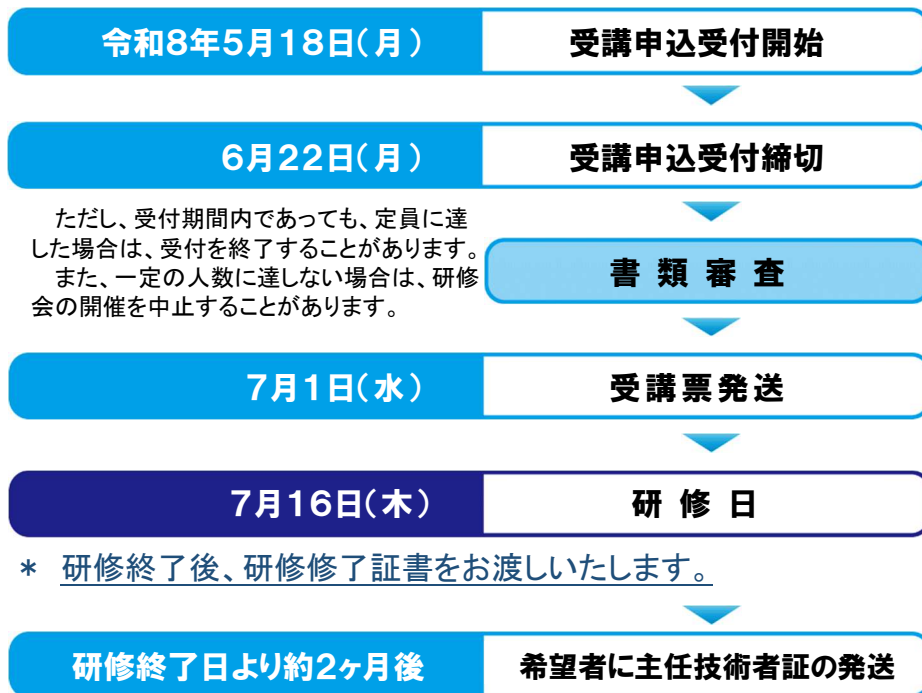 令和8年5月18日(月) 受講申込受付開始
6月22日(月) 受講申込受付締切
ただし、受付期間内であっても、定員に達
した場合は、受付を終了することがあります。
また、一定の人数に達しない場合は、研修
会の開催を中止することがあります。
書類審査
7月1日(水) 受講票発送
7月16日(木) 研修日
* 研修終了後、研修修了証書をお渡しいたします。
研修終了日より約2ヶ月後 希望者に主任技術者証の発送